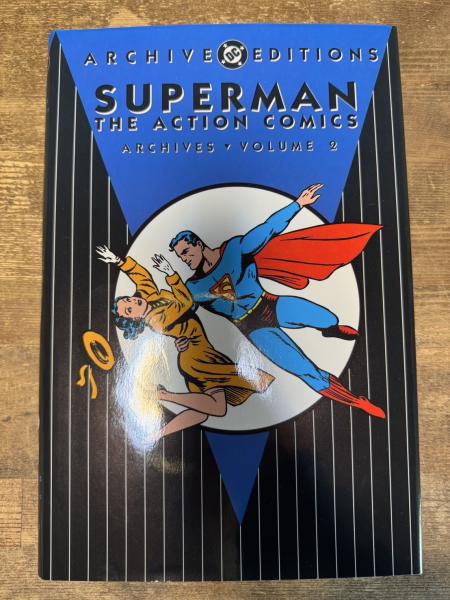 ARCHIVE DC EDITIONS
SUPERMAN
THE ACTION COMICS
ARCHIVES ▾ VOLUME 2
S